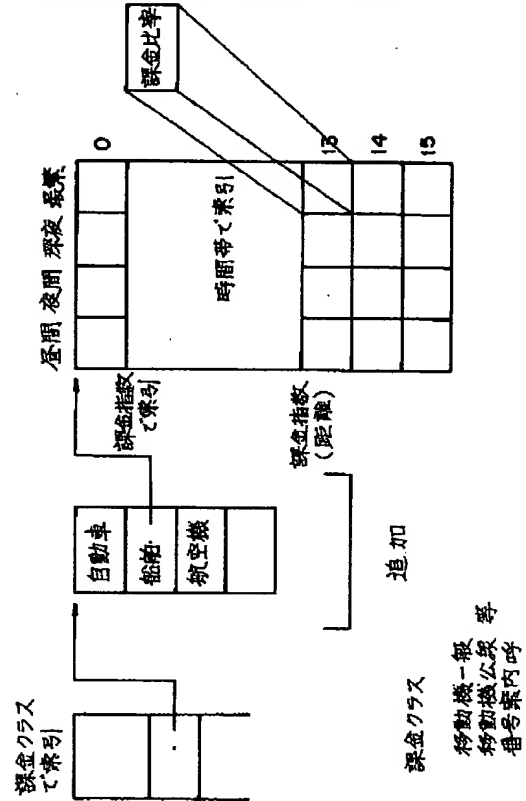 課金クラス
で索引
自動車
船舶
航空機
課金指数
で索引
昼間 夜間 深夜 最繁
0
時間帯で索引
13
14
15
課金比率
課金指数
(距離)
追加
課金クラス
移動機一般
移動機公衆 等
番号案内呼